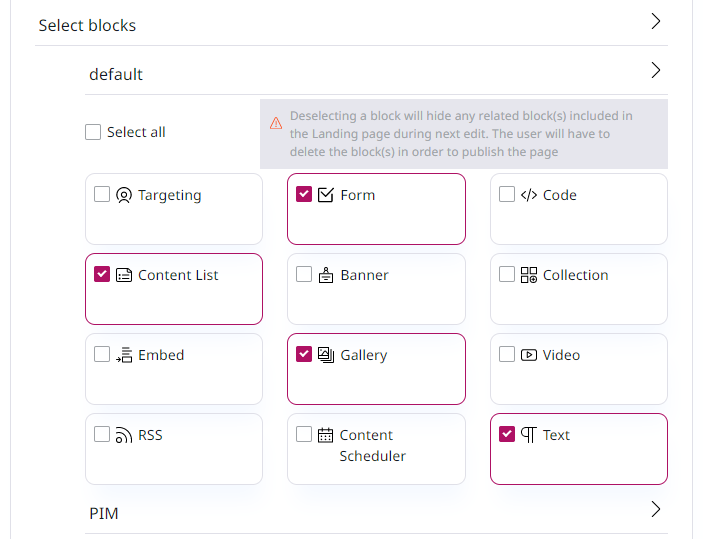 Select blocks
default
Select all
Deselecting a block will hide any related block(s) included in
the Landing page during next edit. The user will have to
delete the block(s) in order to publish the page
Targeting
Form
Code
Content List
Banner
Collection
Embed
Gallery
Video
RSS
Content
Scheduler
Text
PIM